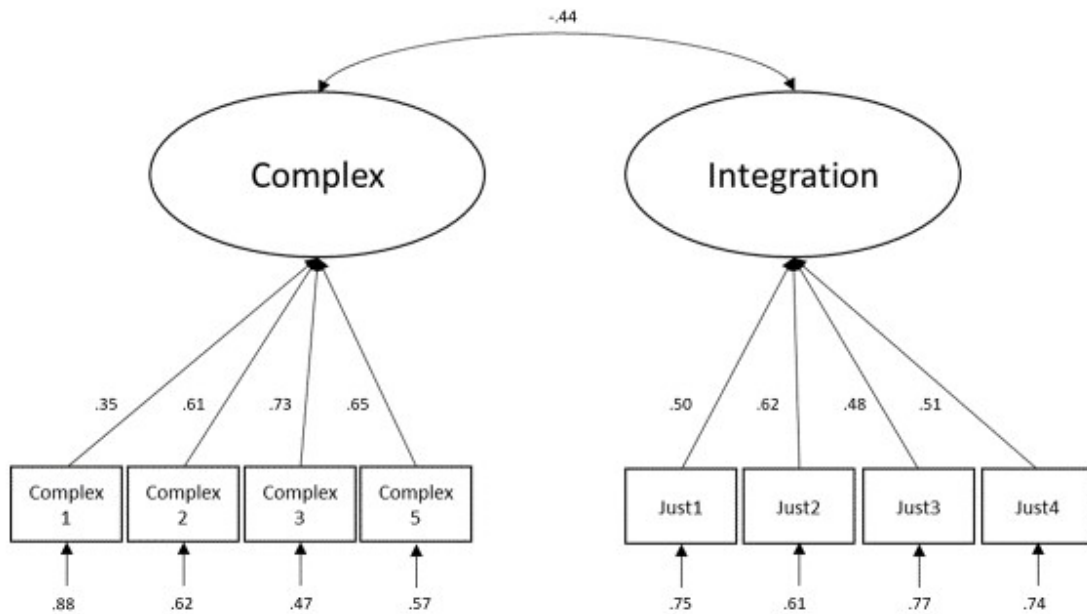 -.44
Complex
Integration
.35
.61
.73
.65
.50
.62
.48
.51
Complex
1
Complex
2
Complex
3
Complex
5
Just1
Just2
Just3
Just4
.88
.62
.47
.57
.75
.61
.77
.74